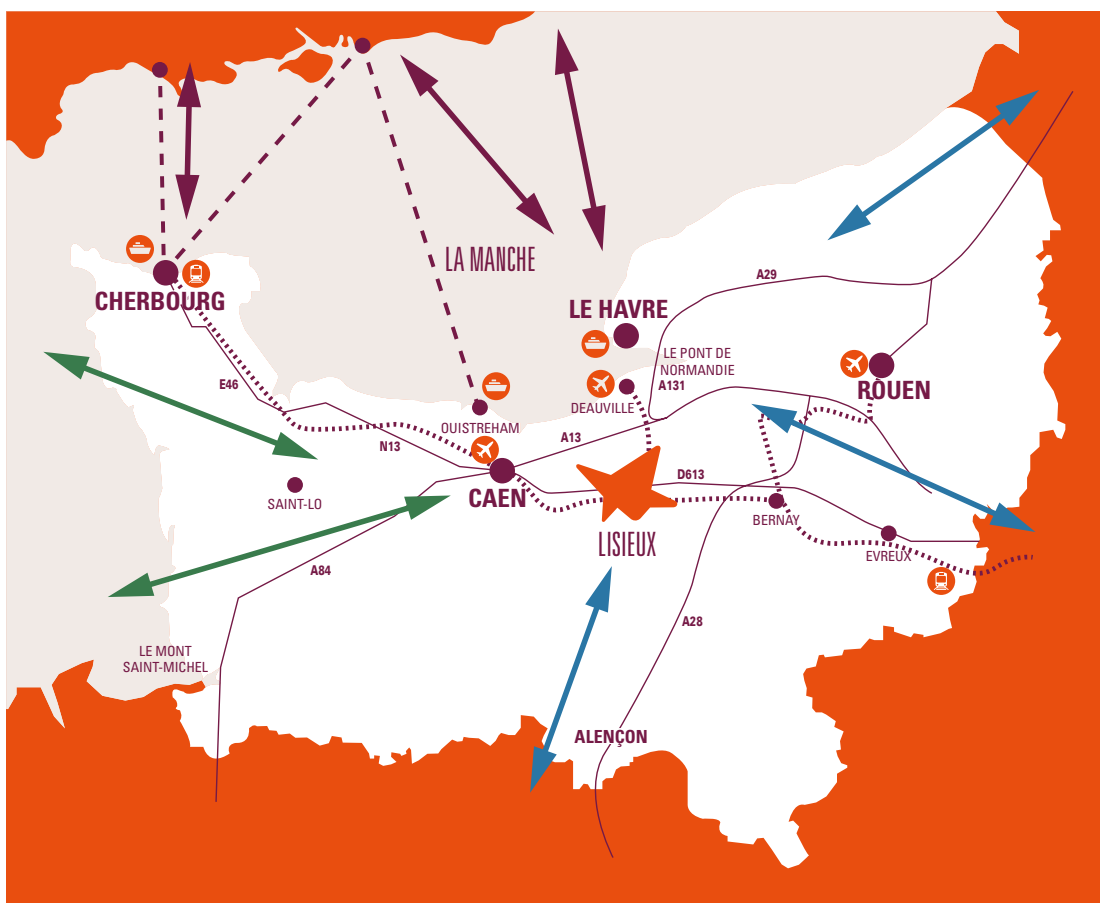 LA MANCHE
A29
CHERBOURG
LE HAVRE
LE PONT DE
NORMANDIE
A131
ROUEN
E46
DEAUVILLE
OUISTREHAM
A13
N13
D613
CAEN
SAINT-LO
BERNAY
LISIEUX
EVREUX
A84
A28
LE MONT
SAINT-MICHEL
ALENÇON